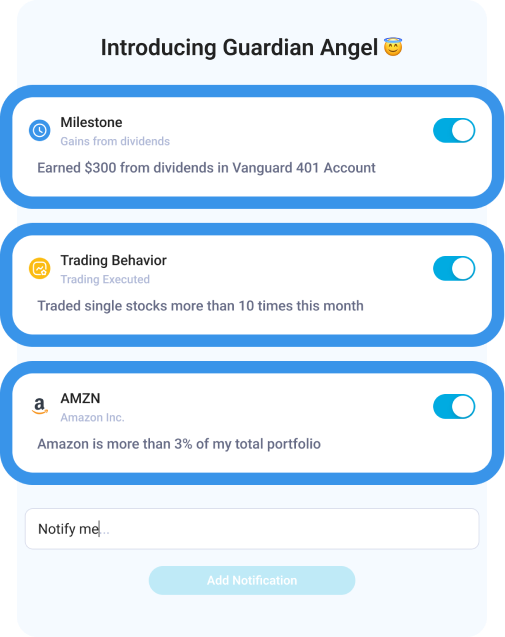 Introducing Guardian Angel 😇
Milestone
Gains from dividends
Earned $300 from dividends in Vanguard 401 Account
Trading Behavior
Trading Executed
Traded single stocks more than 10 times this month
a
AMZN
Amazon Inc.
Amazon is more than 3% of my total portfolio
Notify me...
Add Notification